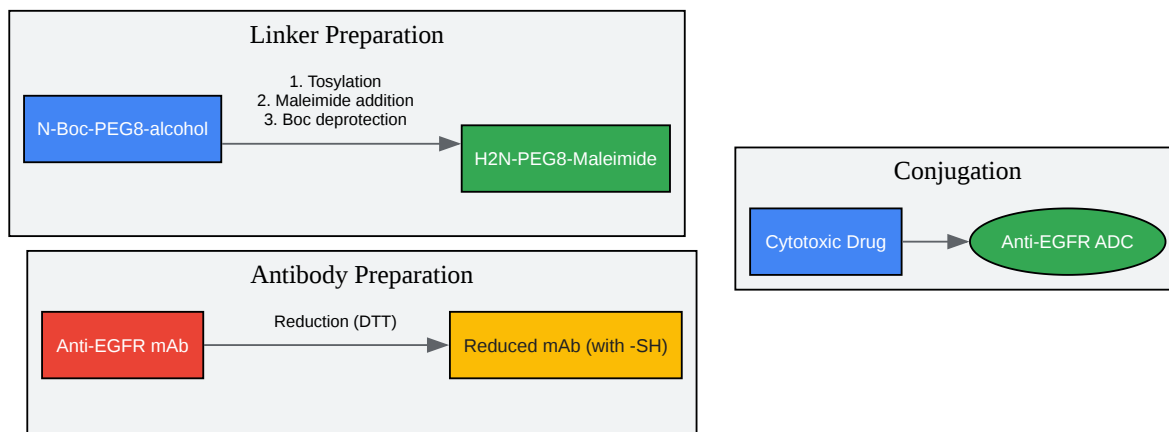 Linker Preparation
1. Tosylation
2. Maleimide addition
3. Boc deprotection
N-Boc-PEG8-alcohol
H2N-PEG8-Maleimide
Antibody Preparation
Anti-EGFR mAb
Reduction (DTT)
Reduced mAb (with -SH)
Conjugation
Cytotoxic Drug
Anti-EGFR ADC